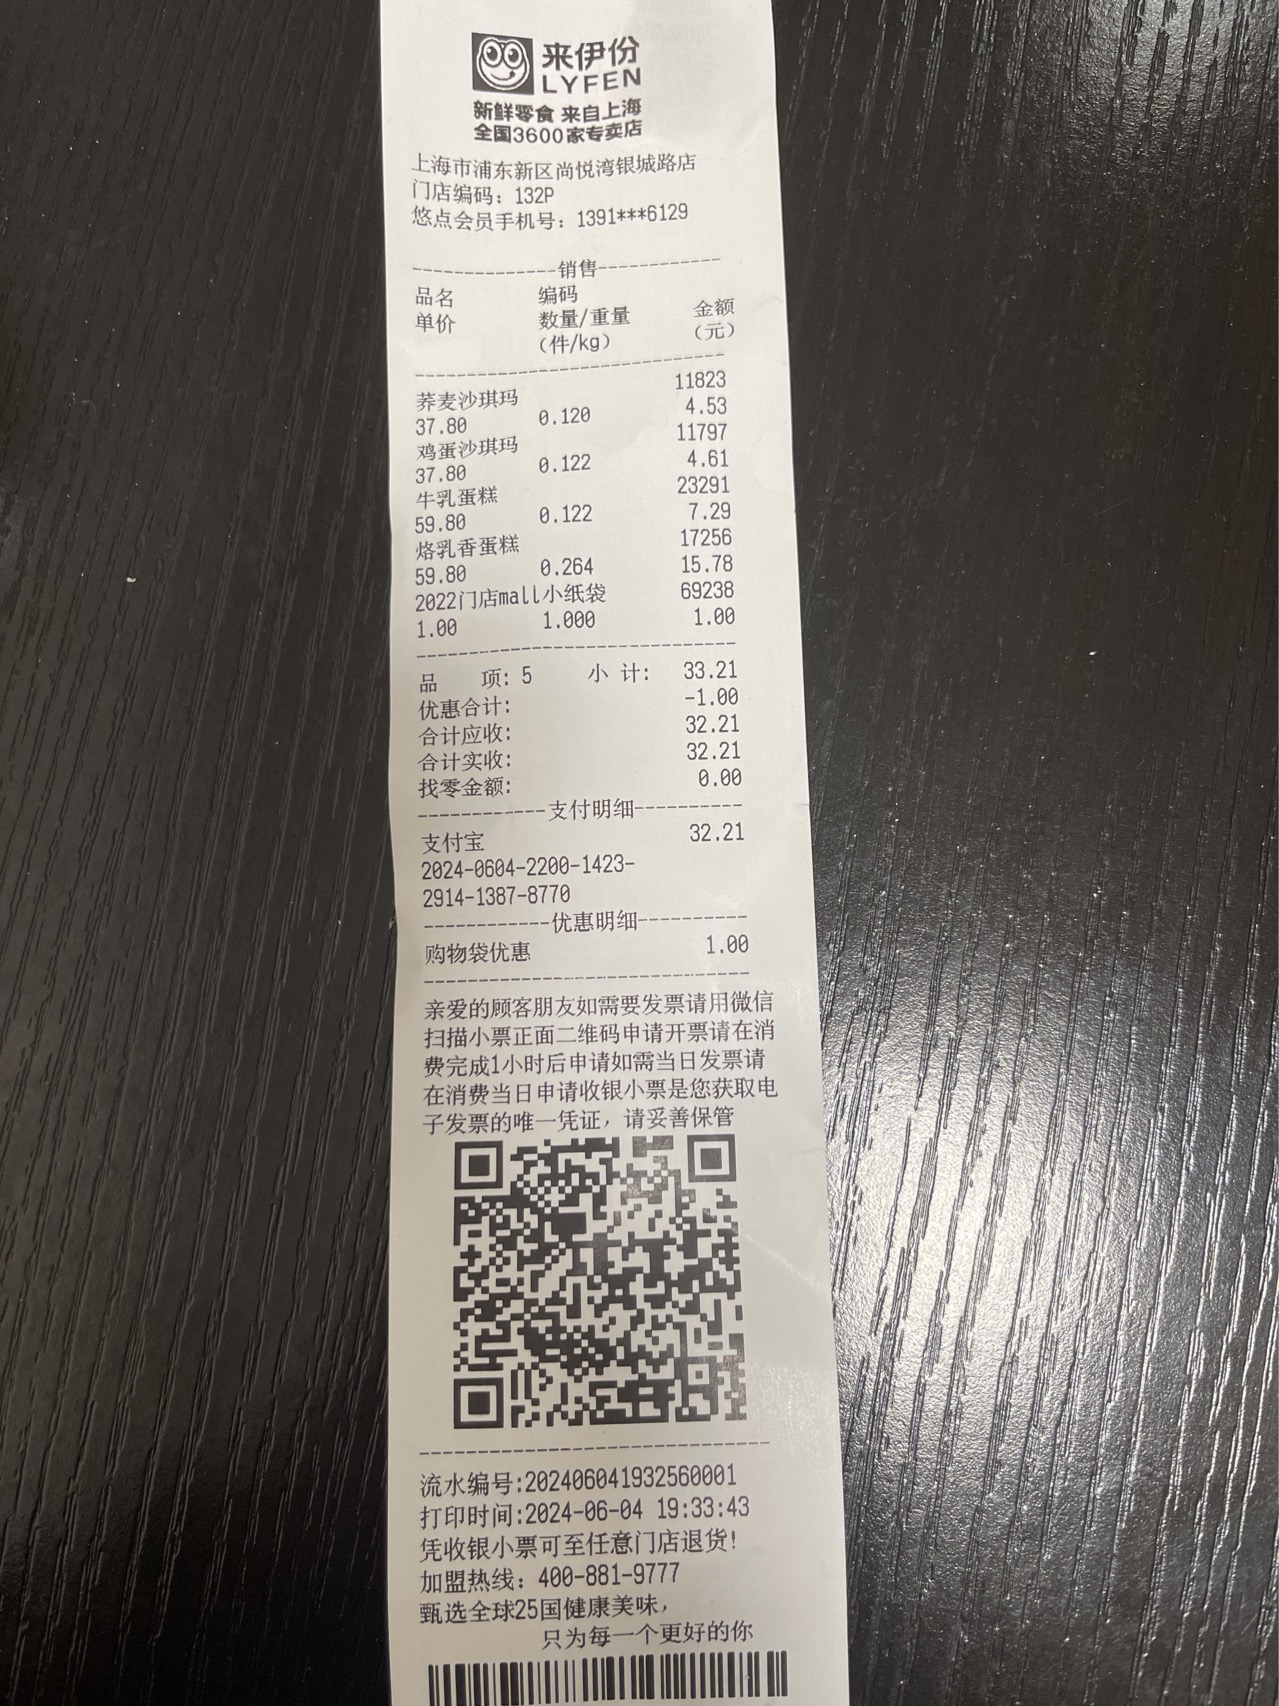 来伊份
LYFEN
新鲜零食 来自上海
全国3600家专卖店
上海市浦东新区尚悦湾银城路店
门店编码：132P
悠点会员手机号：1391***6129
--------------销售------------
品名 编码 金额
单价 数量/重量 （元）
（件/kg）
------------------------------
荞麦沙琪玛 11823
37.80 0.120 4.53
鸡蛋沙琪玛 11797
37.80 0.122 4.61
牛乳蛋糕 23291
59.80 0.122 7.29
烙乳香蛋糕 17256
59.80 0.264 15.78
2022门店mall小纸袋 69238
1.00 1.000 1.00
------------------------------
品 项: 5 小 计: 33.21
优惠合计: -1.00
合计应收: 32.21
合计实收: 32.21
找零金额: 0.00
------------支付明细----------
支付宝 32.21
2024-0604-2200-1423-
2914-1387-8770
------------优惠明细----------
购物袋优惠 1.00
------------------------------
亲爱的顾客朋友如需要发票请用微信
扫描小票正面二维码申请开票请在消
费完成1小时后申请如需当日发票请
在消费当日申请收银小票是您获取电
子发票的唯一凭证，请妥善保管
------------------------------
流水编号:202406041932560001
打印时间:2024-06-04 19:33:43
凭收银小票可至任意门店退货!
加盟热线：400-881-9777
甄选全球25国健康美味，
只为每一个更好的你